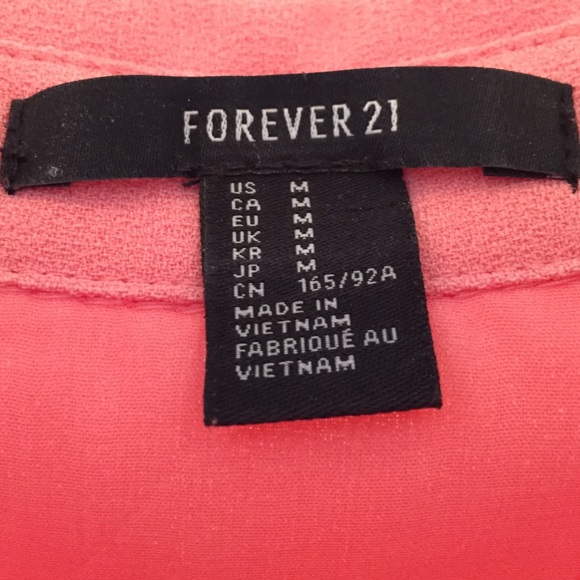 FOREVER 21
US M
CA M
EU M
UK M
KR M
JP M
CN 165/92A
MADE IN
VIETNAM
FABRIQUÉ AU
VIETNAM